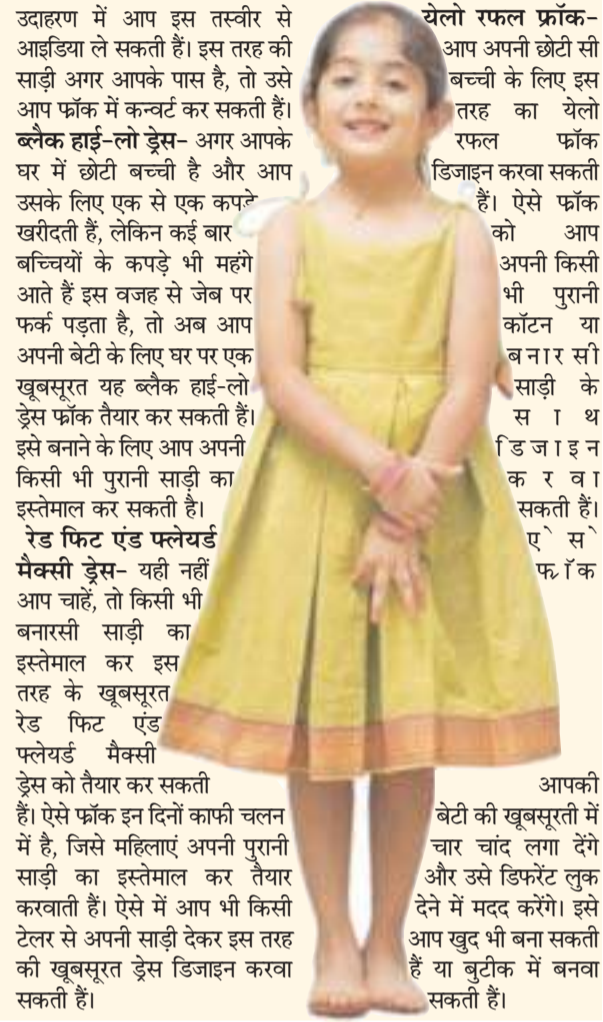 उदाहरण में आप इस तस्वीर से
आइडिया ले सकती हैं। इस तरह की
साड़ी अगर आपके पास है, तो उसे
आप फ्रॉक में कन्वर्ट कर सकती हैं।
ब्लैक हाई-लो ड्रेस- अगर आपके
घर में छोटी बच्ची है और आप
उसके लिए एक से एक कपड़े
खरीदती हैं, लेकिन कई बार
बच्चियों के कपड़े भी महंगे
आते हैं इस वजह से जेब पर
फर्क पड़ता है, तो अब आप
अपनी बेटी के लिए घर पर एक
खूबसूरत यह ब्लैक हाई-लो
ड्रेस फ्रॉक तैयार कर सकती हैं।
इसे बनाने के लिए आप अपनी
किसी भी पुरानी साड़ी का
इस्तेमाल कर सकती है।
रेड फिट एंड फ्लेयर्ड
मैक्सी ड्रेस- यही नहीं
आप चाहें, तो किसी भी
बनारसी साड़ी का
इस्तेमाल कर इस
तरह के खूबसूरत
रेड फिट एंड
फ्लेयर्ड मैक्सी
ड्रेस को तैयार कर सकती
हैं। ऐसे फ्रॉक इन दिनों काफी चलन
में है, जिसे महिलाएं अपनी पुरानी
साड़ी का इस्तेमाल कर तैयार
करवाती हैं। ऐसे में आप भी किसी
टेलर से अपनी साड़ी देकर इस तरह
की खूबसूरत ड्रेस डिजाइन करवा
सकती हैं।
येलो रफल फ्रॉक-
आप अपनी छोटी सी
बच्ची के लिए इस
तरह का येलो
रफल फ्रॉक
डिजाइन करवा सकती
हैं। ऐसे फ्रॉक
को आप
अपनी किसी
भी पुरानी
कॉटन या
बनारसी
साड़ी के
साथ
डिजाइन
करवा
सकती हैं।
ऐसे
फ्रॉक
आपकी
बेटी की खूबसूरती में
चार चांद लगा देंगे
और उसे डिफरेंट लुक
देने में मदद करेंगे। इसे
आप खुद भी बना सकती
हैं या बुटीक में बनवा
सकती हैं।